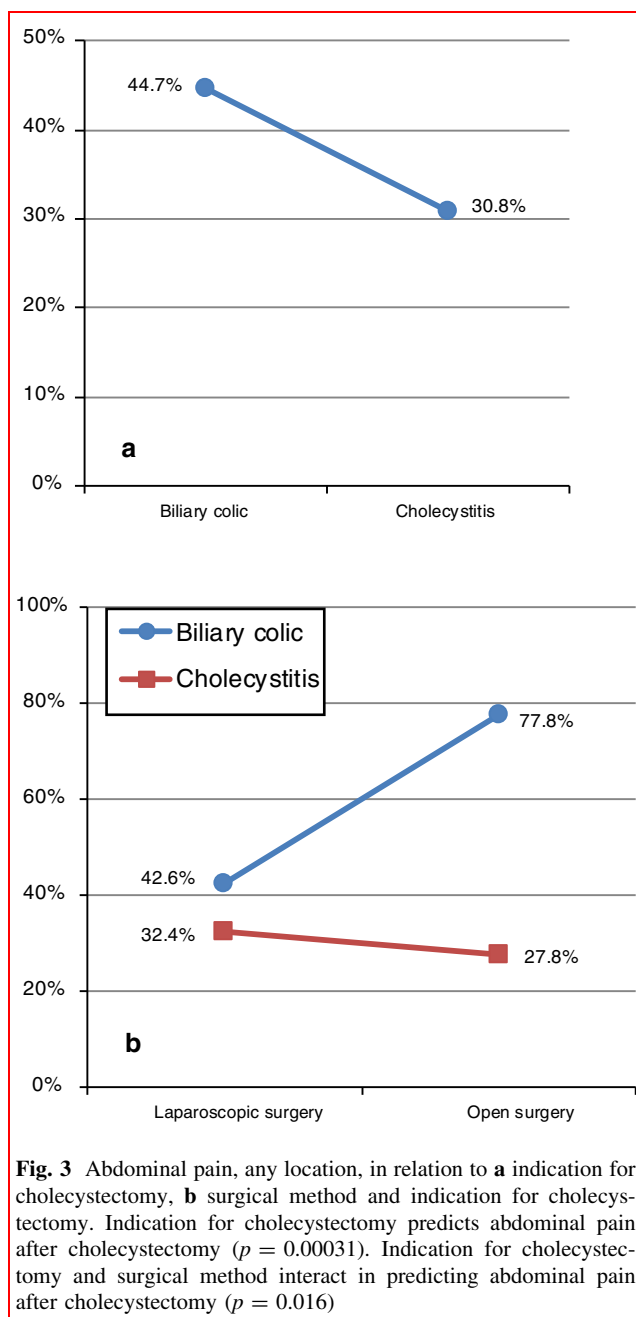 50%
44.7%
40%
30.8%
30%
20%
10%
a
0%
Biliary colic
Cholecystitis
100%
Biliary colic
Cholecystitis
80%
77.8%
60%
42.6%
40%
32.4%
27.8%
20%
b
0%
Laparoscopic surgery
Open surgery
Fig. 3 Abdominal pain, any location, in relation to a indication for
cholecystectomy, b surgical method and indication for cholecys-
tectomy. Indication for cholecystectomy predicts abdominal pain
after cholecystectomy (p = 0.00031). Indication for cholecystec-
tomy and surgical method interact in predicting abdominal pain
after cholecystectomy (p = 0.016)